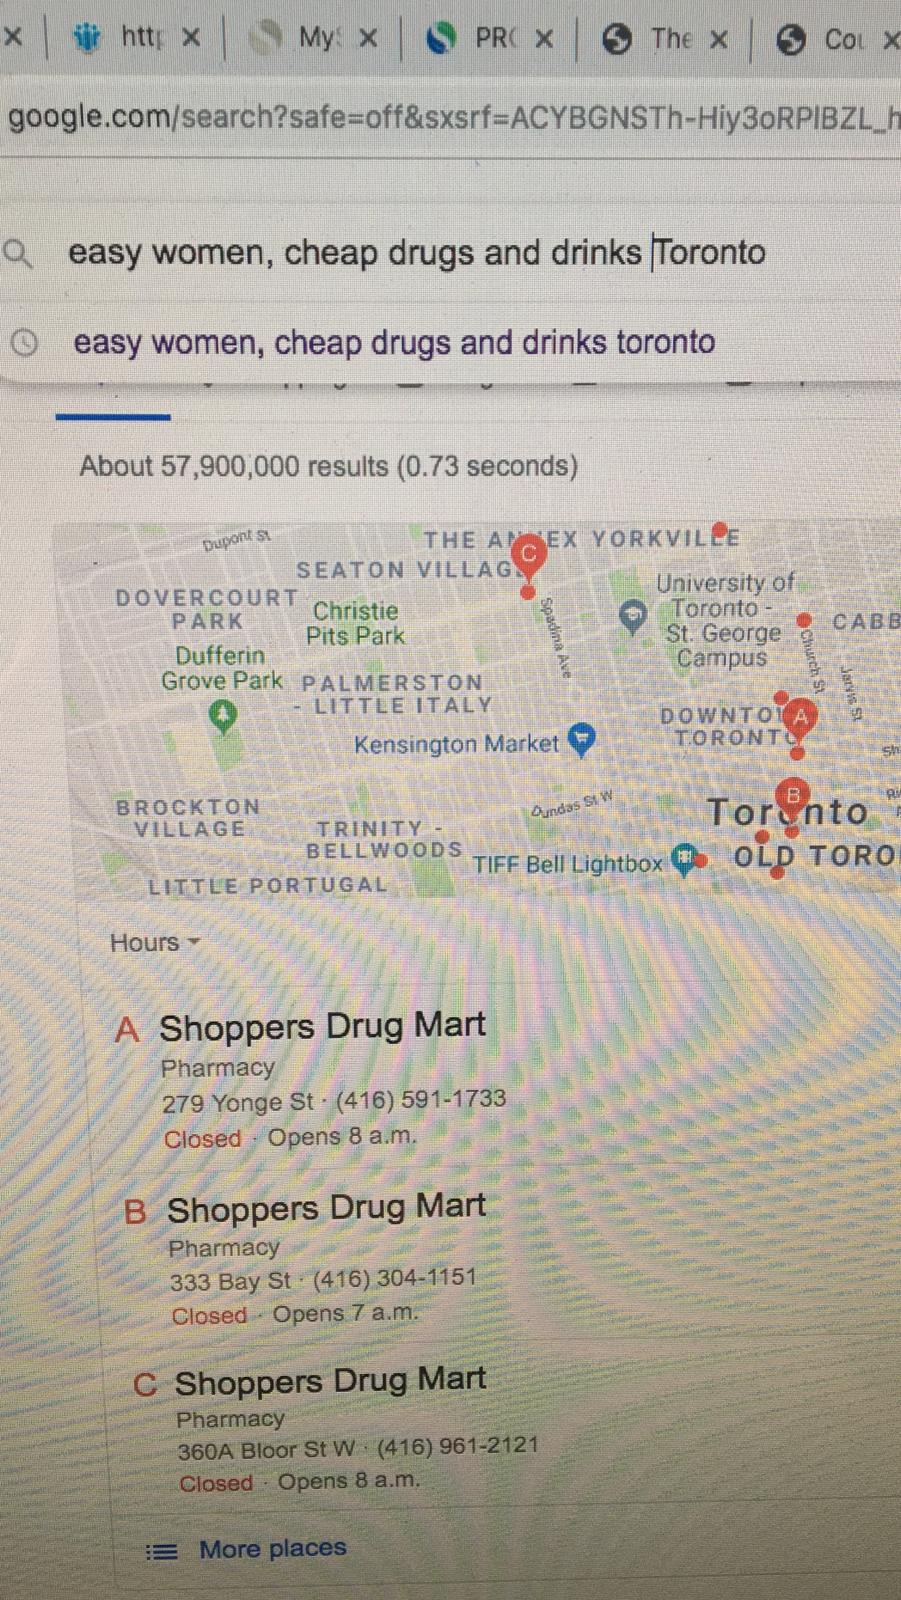 http
My
PR
The
Cou
google.com/search?safe=off&sxsrf=ACYBGNSTh-Hiy3oRPIBZL_h
easy women, cheap drugs and drinks Toronto
easy women, cheap drugs and drinks toronto
About 57,900,000 results (0.73 seconds)
Dupont St
THE ANNEX YORKVILLE
C
SEATON VILLAGE
DOVERCOURT
PARK
Christie
Pits Park
University of
Toronto -
St. George
Campus
CABB
Spadina Ave
Church St
Jarvis St
Dufferin
Grove Park
PALMERSTON
- LITTLE ITALY
DOWNTOWN
TORONTO
A
Sh
Kensington Market
BROCKTON
VILLAGE
TRINITY -
BELLWOODS
Dundas St W
B
Toronto
TIFF Bell Lightbox
OLD TORO
LITTLE PORTUGAL
Hours
A Shoppers Drug Mart
Pharmacy
279 Yonge St · (416) 591-1733
Closed · Opens 8 a.m.
B Shoppers Drug Mart
Pharmacy
333 Bay St · (416) 304-1151
Closed · Opens 7 a.m.
C Shoppers Drug Mart
Pharmacy
360A Bloor St W · (416) 961-2121
Closed · Opens 8 a.m.
More places